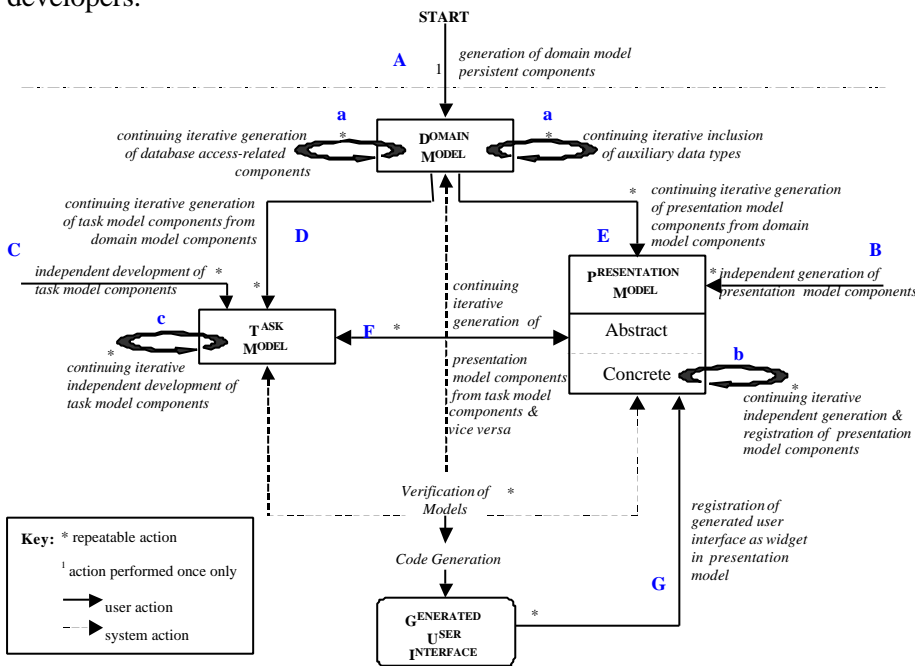 developers.
START
A
1
generation of domain model
persistent components
a
a
continuing iterative generation
of database access-related
components
*
DOMAIN
MODEL
*
continuing iterative inclusion
of auxiliary data types
continuing iterative generation
of task model components from
domain model components
D
*
continuing iterative generation
of presentation model
components from domain
model components
E
C
B
independent development of
task model components
*
*
PRESENTATION
MODEL
*
independent generation of
presentation model components
continuing
iterative
generation of
c
TASK
MODEL
F
*
Abstract
*
continuing iterative
independent development of
task model components
presentation
model components
from task model
components &
vice versa
Concrete
b
*
continuing iterative
independent generation &
registration of presentation
model components
Verification of
Models
*
registration of
generated user
interface as widget
in presentation
model
Key: * repeatable action
1 action performed once only
user action
system action
Code Generation
G
GENERATED
USER
INTERFACE
*